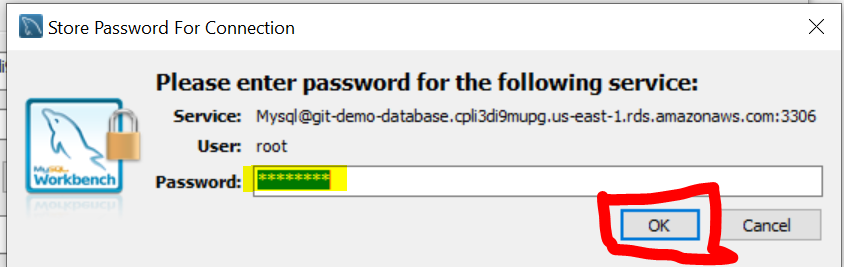 Store Password For Connection
Please enter password for the following service:
Service: Mysql@git-demo-database.cpli3di9mupg.us-east-1.rds.amazonaws.com:3306
User: root
Password: ********
MySQL
Workbench
OK Cancel